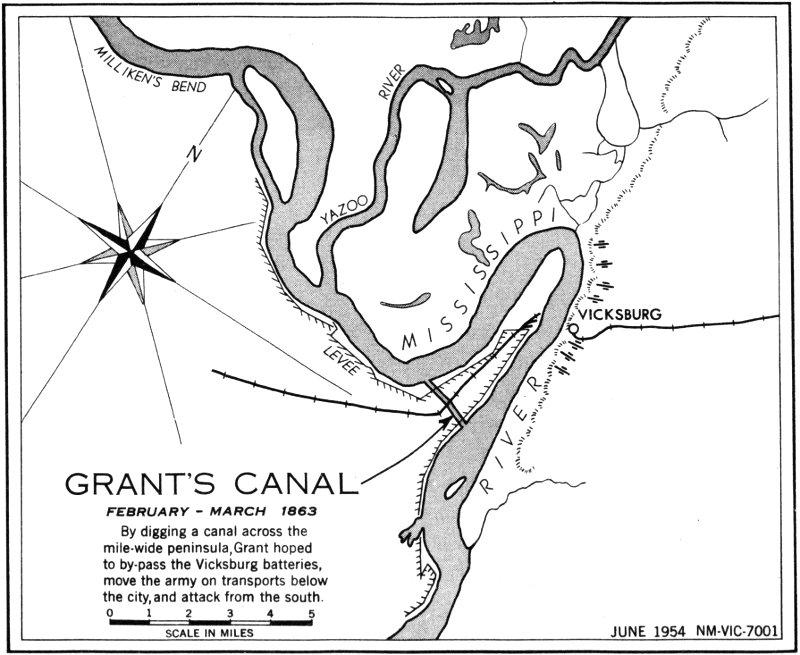 MILLIKEN'S BEND
RIVER
N
YAZOO
MISSISSIPPI
VICKSBURG
LEVEE
RIVER
GRANT'S CANAL
FEBRUARY - MARCH 1863
By digging a canal across the
mile-wide peninsula, Grant hoped
to by-pass the Vicksburg batteries,
move the army on transports below
the city, and attack from the south.
0 1 2 3 4 5
SCALE IN MILES
JUNE 1954 NM-VIC-7001